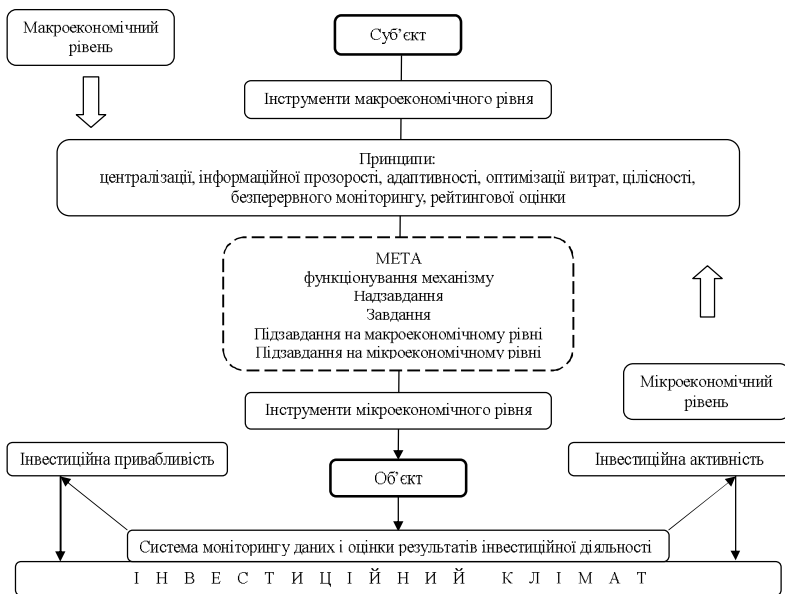 Макроекономічний
рівень
Суб’єкт
Інструменти макроекономічного рівня
Принципи:
централізації, інформаційної прозорості, адаптивності, оптимізації витрат, цілісності,
безперервного моніторингу, рейтингової оцінки
МЕТА
функціонування механізму
Надзавдання
Завдання
Підзавдання на макроекономічному рівні
Підзавдання на мікроекономічному рівні
Мікроекономічний
рівень
Інструменти мікроекономічного рівня
Інвестиційна привабливість
Об’єкт
Інвестиційна активність
Система моніторингу даних і оцінки результатів інвестиційної діяльності
І Н В Е С Т И Ц І Й Н И Й К Л І М А Т